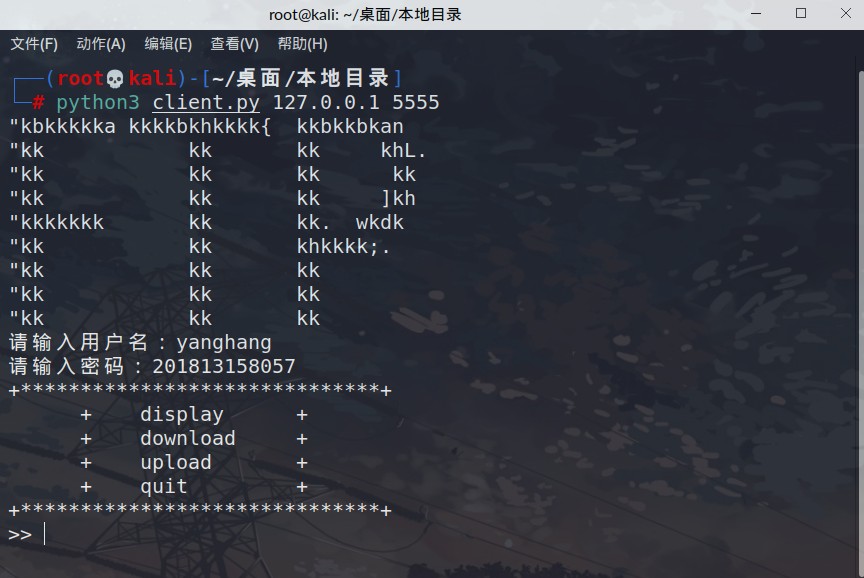 root@kali: ~/桌面/本地目录
文件(F) 动作(A) 编辑(E) 查看(V) 帮助(H)
┌──(root💀kali)-[~/桌面/本地目录]
└─# python3 client.py 127.0.0.1 5555
"kbkkkkka kkkkbkhkkkk{  kkbkkbkan
"kk            kk       kk     khL.
"kk            kk       kk      kk
"kk            kk       kk     ]kh
"kkkkkkk       kk       kk.  wkdk
"kk            kk       khkkkk;.
"kk            kk       kk
"kk            kk       kk
"kk            kk       kk
请输入用户名：yanghang
请输入密码：201813158057
+******************************+
      +    display      +
      +    download     +
      +    upload       +
      +    quit         +
+******************************+
>>